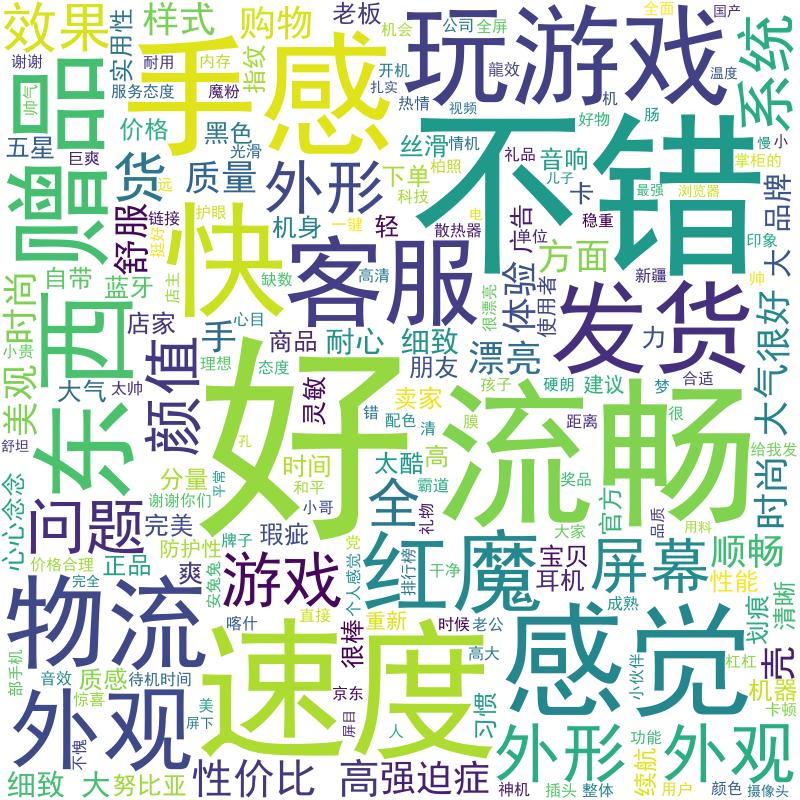 效果
样式
购物
老板
机会
公司
全屏
全面
国产
谢谢
实用性
耐用
内存
指纹
开机
扎实
龍效
温度
系统
服务态度
魔粉
热情
视频
机
手感
玩游戏
帅气
赠品
价格
黑色
光滑
丝滑
情机
好物
肠
慢
小
五星
巨爽
货
质量
外形
下单
柏照
礼品
音响
儿子
掌柜的
不错
远
舒服
链接
护眼
机身
一键
轻
科技
电
卡
最强
浏览器
品牌
挺好
快
客服
散热器
广告
单位
稳重
方面
印象
大
自带
蓝牙
店主
缺数
高清
体验
使用者
新疆
帅
时尚
东西
店家
手
心目
商品
耐心
细致
很漂亮
发货
力
大气很好
小贵
颜值
理想
态度
朋友
漂亮
美观
大气
太帅
灵敏
孩子
硬朗
建议
梦
合适
卖家
错
配色
清
膜
距离
很
给我发
舒坦
好
孔
流畅
心心念念
分量
平常
时间
太酷
高
谢谢你们
和平
霸道
奖品
官方
时尚
问题
完美
牌子
瑕疵
小哥
全
礼物
大家
品质
用料
价格合理
正品
防护性
党
红魔
干净
宝贝
屏幕
顺畅
完全
爽
安兔兔
游戏
个人感觉
排行榜
耳机
性能
物流
喀什
直接
很棒
重新
时候
老公
感觉
成熟
划痕
清晰
速度
高大
小伙伴
杠杠
亮
部手机
音效
质感
待机时间
机器
惊喜
外观
美
屏下
京东
屏目
人
习惯
外形
功能
外观
卡顿
不愧
续航
细致
大
努比亚
性价比
高强迫症
神机
插头
整体
用户
颜色
摄像头